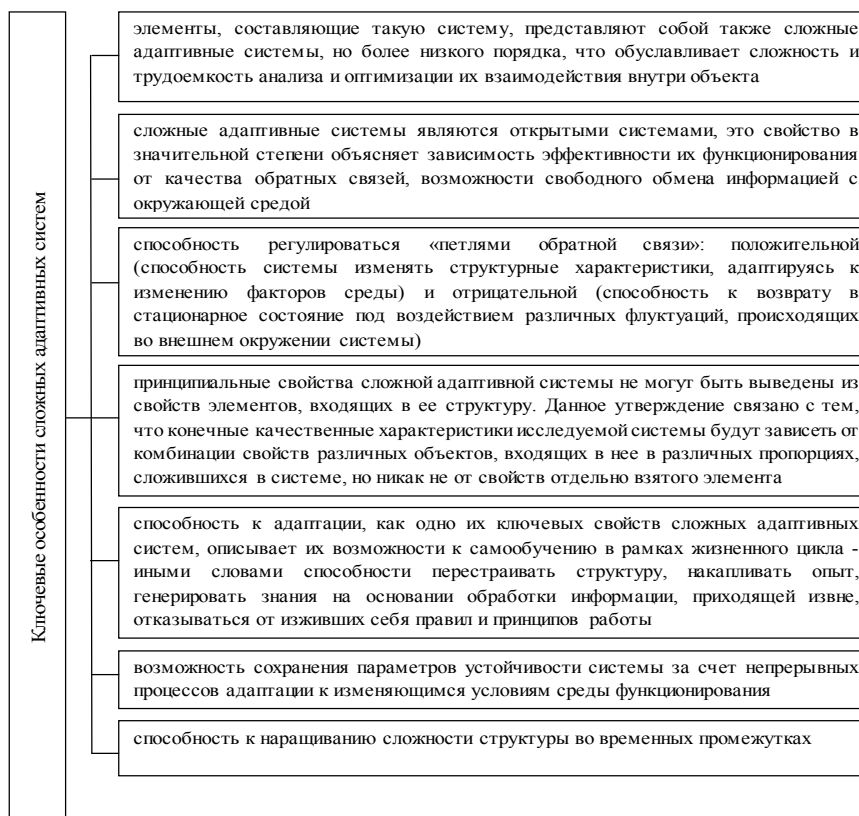 Ключевые особенности сложных адаптивных систем
элементы, составляющие такую систему, представляют собой также сложные
адаптивные системы, но более низкого порядка, что обуславливает сложность и
трудоемкость анализа и оптимизации их взаимодействия внутри объекта
сложные адаптивные системы являются открытыми системами, это свойство в
значительной степени объясняет зависимость эффективности их функционирования
от качества обратных связей, возможности свободного обмена информацией с
окружающей средой
способность регулироваться «петлями обратной связи»: положительной
(способность системы изменять структурные характеристики, адаптируясь к
изменению факторов среды) и отрицательной (способность к возврату в
стационарное состояние под воздействием различных флуктуаций, происходящих
во внешнем окружении системы)
принципиальные свойства сложной адаптивной системы не могут быть выведены из
свойств элементов, входящих в ее структуру. Данное утверждение связано с тем,
что конечные качественные характеристики исследуемой системы будут зависеть от
комбинации свойств различных объектов, входящих в нее в различных пропорциях,
сложившихся в системе, но никак не от свойств отдельно взятого элемента
способность к адаптации, как одно их ключевых свойств сложных адаптивных
систем, описывает их возможности к самообучению в рамках жизненного цикла -
иными словами способности перестраивать структуру, накапливать опыт,
генерировать знания на основании обработки информации, приходящей извне,
отказываться от изживших себя правил и принципов работы
возможность сохранения параметров устойчивости системы за счет непрерывных
процессов адаптации к изменяющимся условиям среды функционирования
способность к наращиванию сложности структуры во временных промежутках